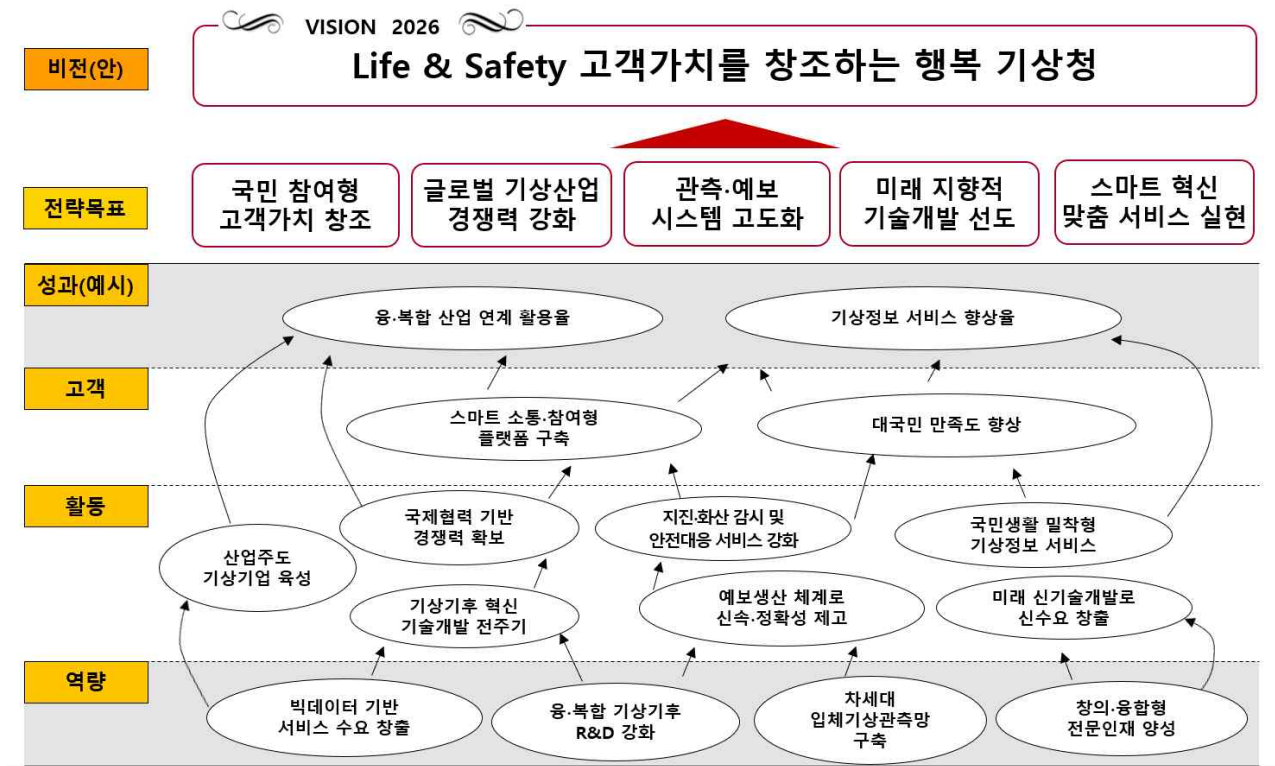 VISION 2026
비전(안)
Life & Safety 고객가치를 창조하는 행복 기상청
전략목표
국민 참여형
고객가치 창조
글로벌 기상산업
경쟁력 강화
관측·예보
시스템 고도화
미래 지향적
기술개발 선도
스마트 혁신
맞춤 서비스 실현
성과(예시)
융·복합 산업 연계 활용율
기상정보 서비스 향상율
고객
스마트 소통·참여형
플랫폼 구축
대국민 만족도 향상
활동
국제협력 기반
경쟁력 확보
지진·화산 감시 및
안전대응 서비스 강화
국민생활 밀착형
기상정보 서비스
산업주도
기상기업 육성
기상기후 혁신
기술개발 전주기
예보생산 체계로
신속·정확성 제고
미래 신기술개발로
신수요 창출
역량
빅데이터 기반
서비스 수요 창출
융·복합 기상기후
R&D 강화
차세대
입체기상관측망
구축
창의·융합형
전문인재 양성